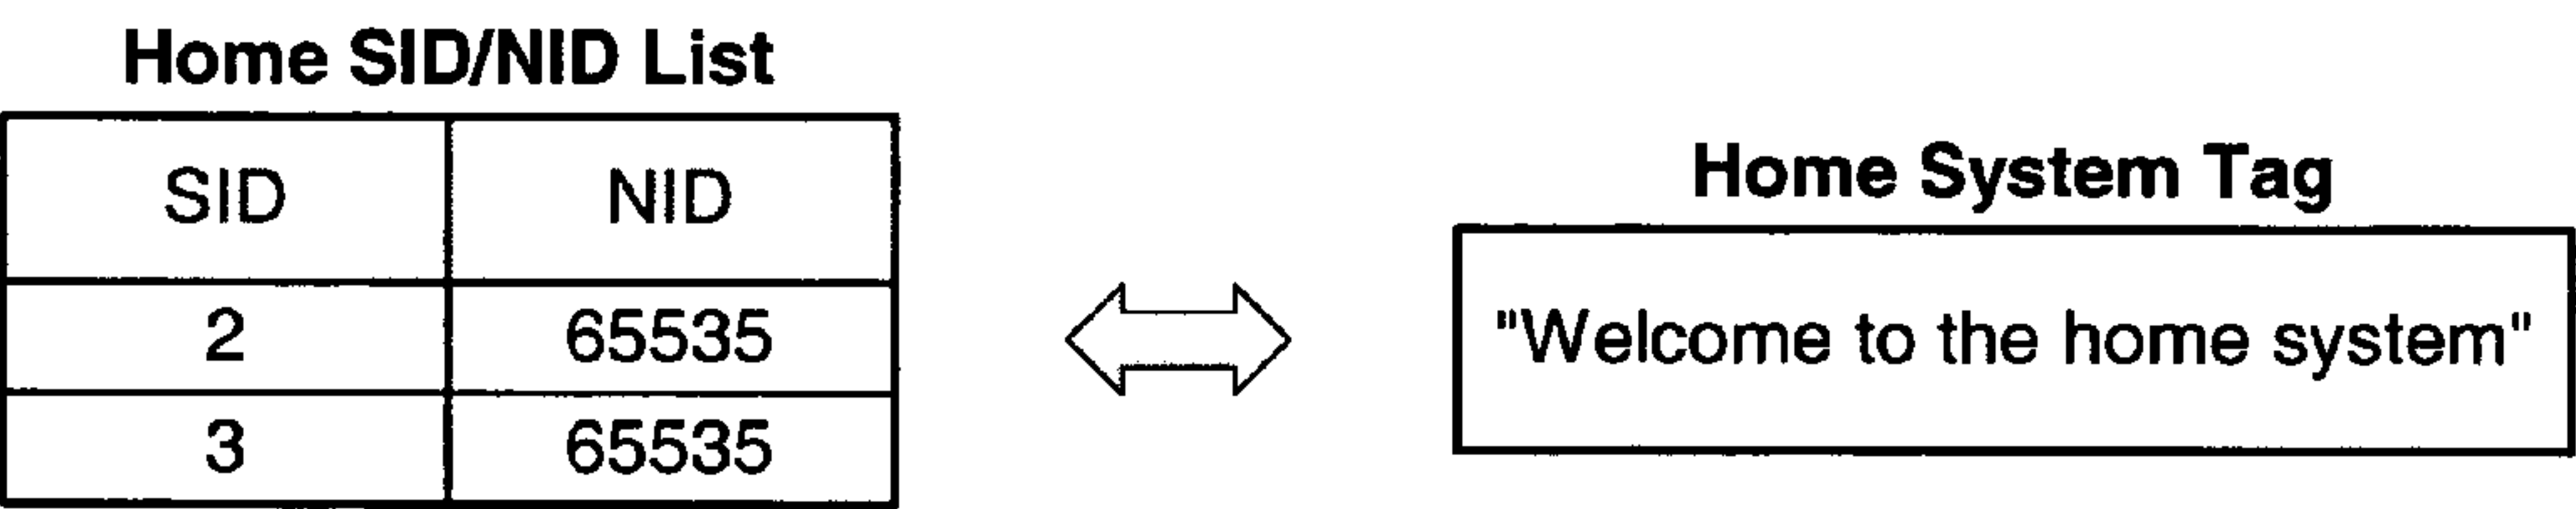 Home SID/NID List
SID NID
2 65535
3 65535
Home System Tag
"Welcome to the home system"